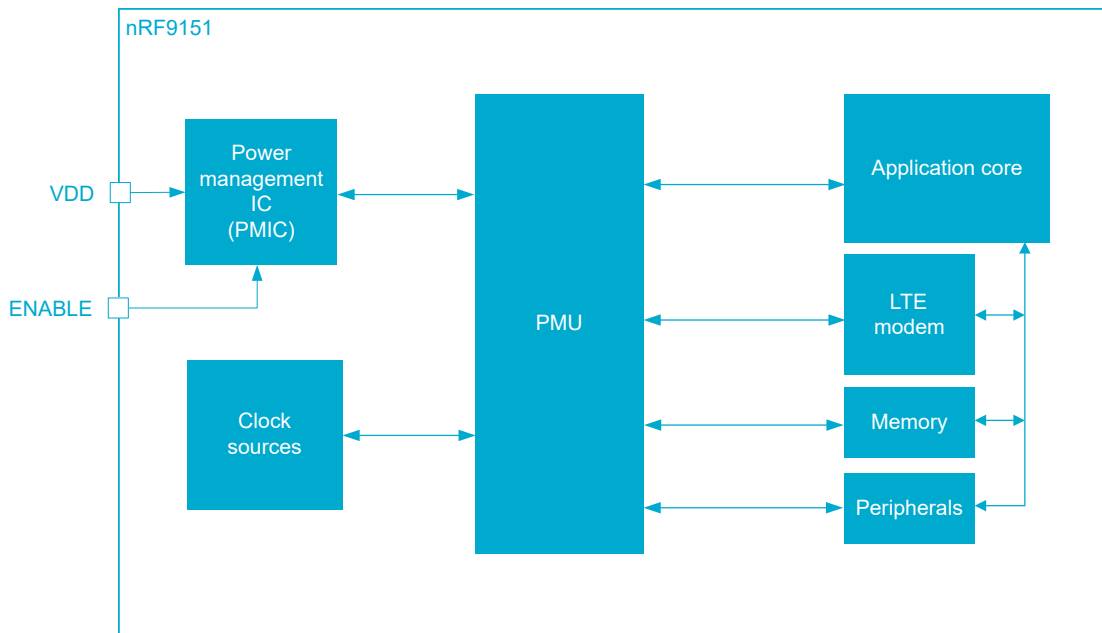 nRF9151
Power
management
IC
(PMIC)
VDD
ENABLE
Clock
sources
PMU
Application core
LTE
modem
Memory
Peripherals